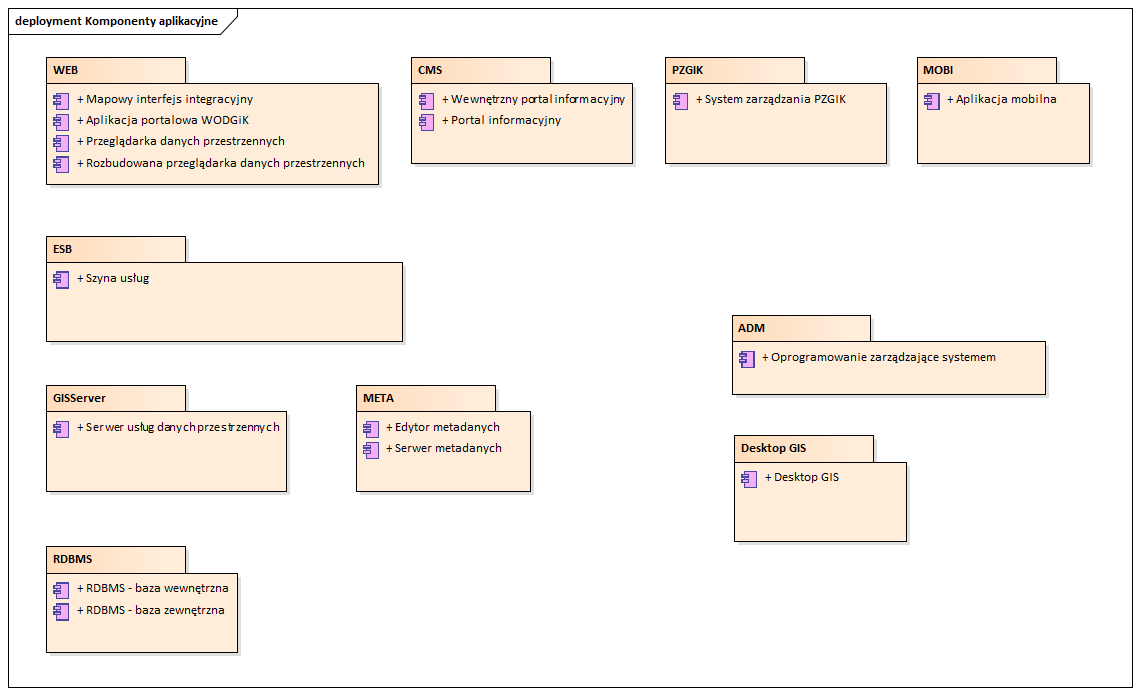 deployment Komponenty aplikacyjne
WEB
+ Mapowy interfejs integracyjny
+ Aplikacja portalowa WODGiK
+ Przeglądarka danych przestrzennych
+ Rozbudowana przeglądarka danych przestrzennych
CMS
+ Wewnętrzny portal informacyjny
+ Portal informacyjny
PZGIK
+ System zarządzania PZGIK
MOBI
+ Aplikacja mobilna
ESB
+ Szyna usług
ADM
+ Oprogramowanie zarządzające systemem
GISServer
+ Serwer usług danych przestrzennych
META
+ Edytor metadanych
+ Serwer metadanych
Desktop GIS
+ Desktop GIS
RDBMS
+ RDBMS - baza wewnętrzna
+ RDBMS - baza zewnętrzna